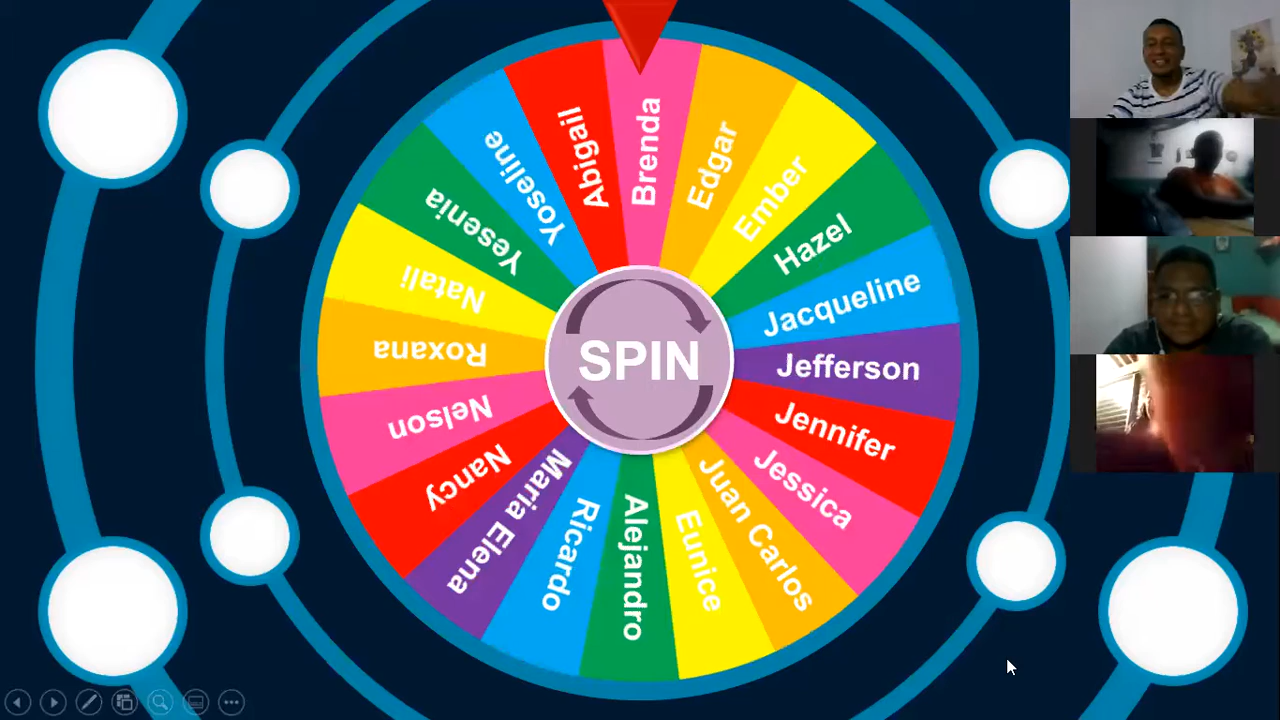 Brenda
Edgar
Ember
Hazel
Jacqueline
Jefferson
Jennifer
Jessica
Juan Carlos
Eunice
Alejandro
Ricardo
Maria Elena
Nancy
Nelson
Roxana
Natali
Yesenia
Yoseline
Abigail
SPIN